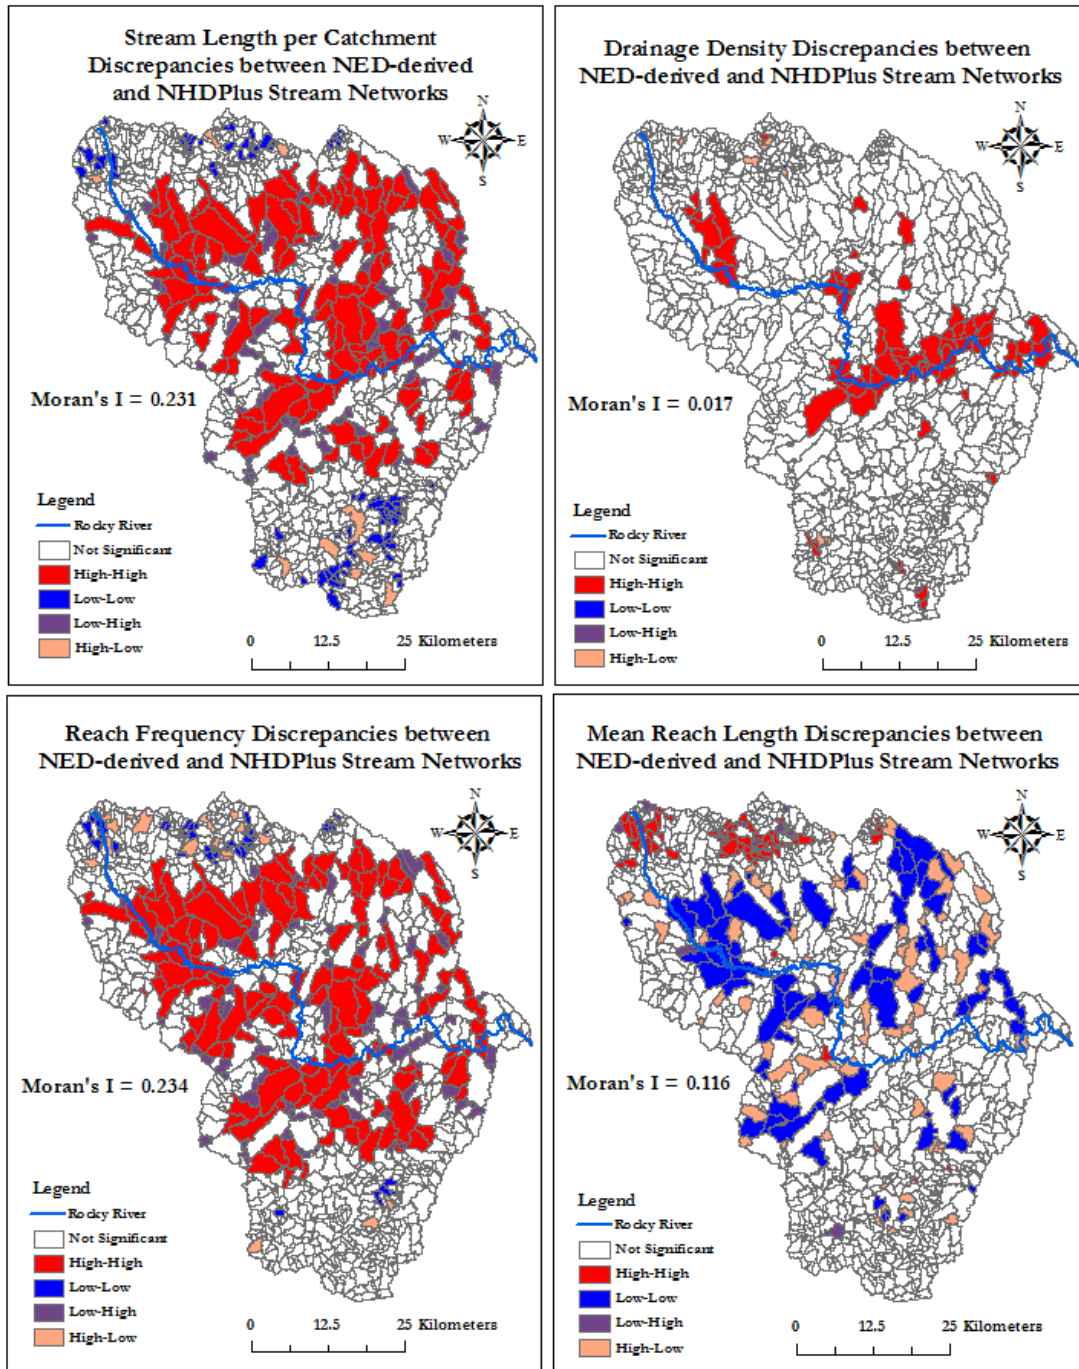 Stream Length per Catchment
Discrepancies between NED-derived
and NHDPlus Stream Networks
N
W E
S
Moran's I = 0.231
Legend
Rocky River
Not Significant
High-High
Low-Low
Low-High
High-Low
0 12.5 25 Kilometers
Drainage Density Discrepancies between
NED-derived and NHDPlus Stream Networks
N
W E
S
Moran's I = 0.017
Legend
Rocky River
Not Significant
High-High
Low-Low
Low-High
High-Low
0 12.5 25 Kilometers
Reach Frequency Discrepancies between
NED-derived and NHDPlus Stream Networks
N
W E
S
Moran's I = 0.234
Legend
Rocky River
Not Significant
High-High
Low-Low
Low-High
High-Low
0 12.5 25 Kilometers
Mean Reach Length Discrepancies between
NED-derived and NHDPlus Stream Networks
N
W E
S
Moran's I = 0.116
Legend
Rocky River
Not Significant
High-High
Low-Low
Low-High
High-Low
0 12.5 25 Kilometers